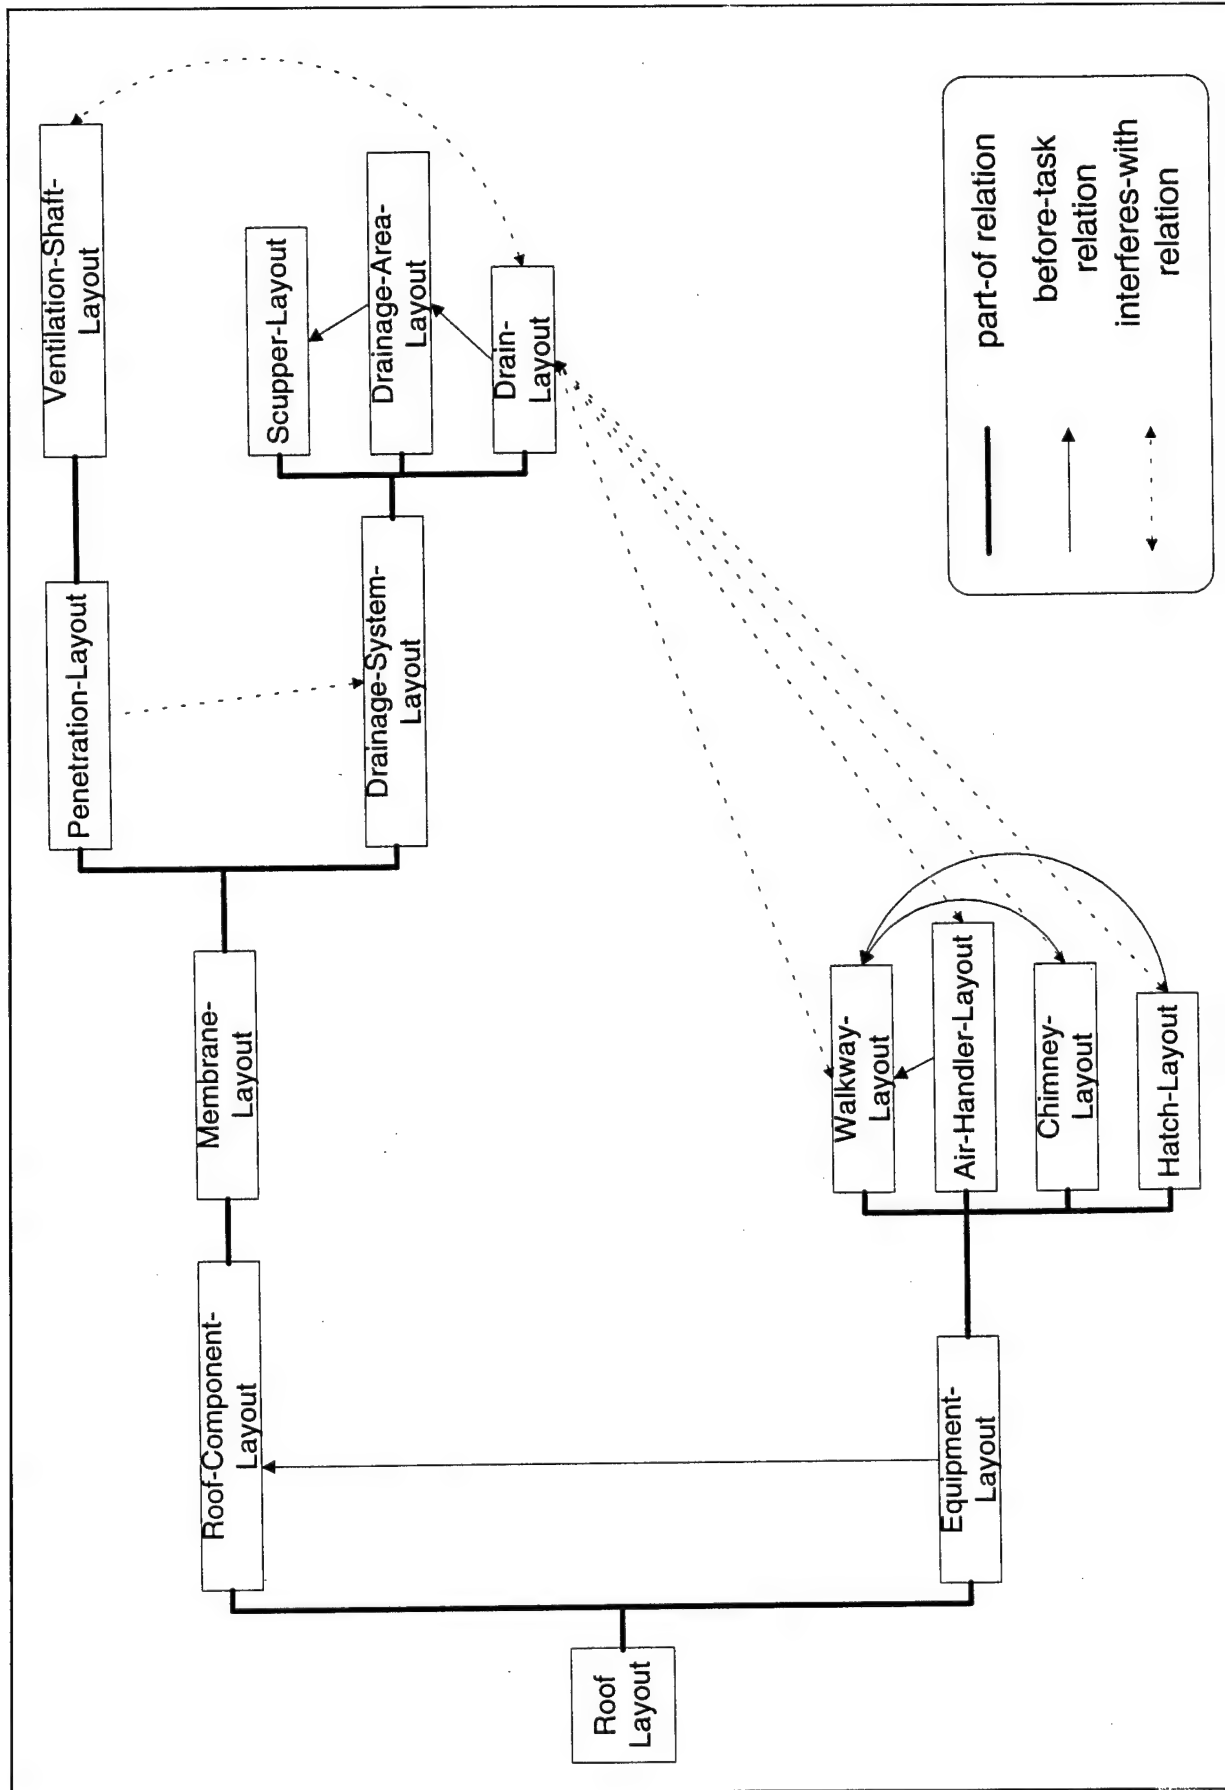 Ventilation-Shaft-
Layout
Penetration-Layout
Scupper-Layout
Drainage-Area-
Layout
Drain-
Layout
Drainage-System-
Layout
Membrane-
Layout
Roof-Component-
Layout
Roof
Layout
Equipment-
Layout
Walkway-
Layout
Air-Handler-Layout
Chimney-
Layout
Hatch-Layout
part-of relation
before-task
relation
interferes-with
relation